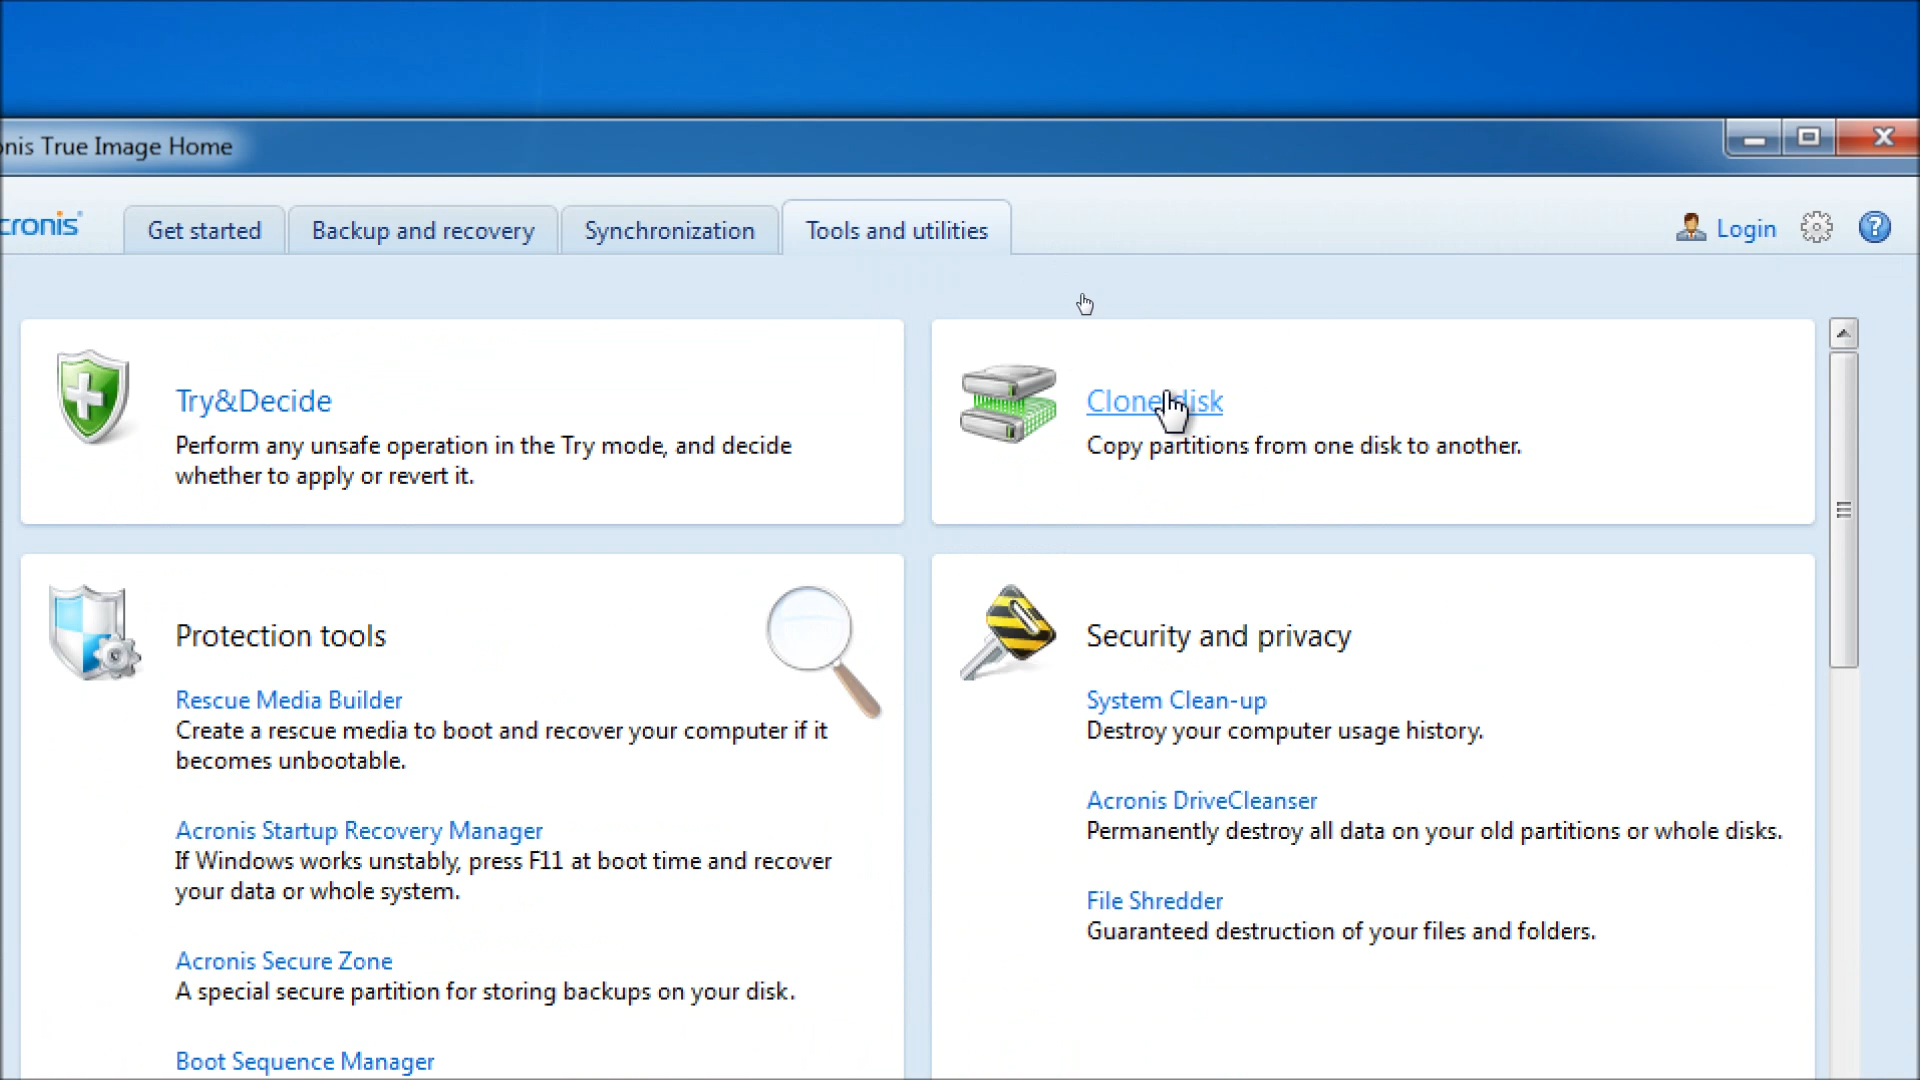 onis True Image Home
cronis
Get started
Backup and recovery
Synchronization
Tools and utilities
Login
?
Try&Decide
Perform any unsafe operation in the Try mode, and decide
whether to apply or revert it.
Clone disk
Copy partitions from one disk to another.
Protection tools
Rescue Media Builder
Create a rescue media to boot and recover your computer if it
becomes unbootable.
Acronis Startup Recovery Manager
If Windows works unstably, press F11 at boot time and recover
your data or whole system.
Acronis Secure Zone
A special secure partition for storing backups on your disk.
Boot Sequence Manager
Security and privacy
System Clean-up
Destroy your computer usage history.
Acronis DriveCleanser
Permanently destroy all data on your old partitions or whole disks.
File Shredder
Guaranteed destruction of your files and folders.